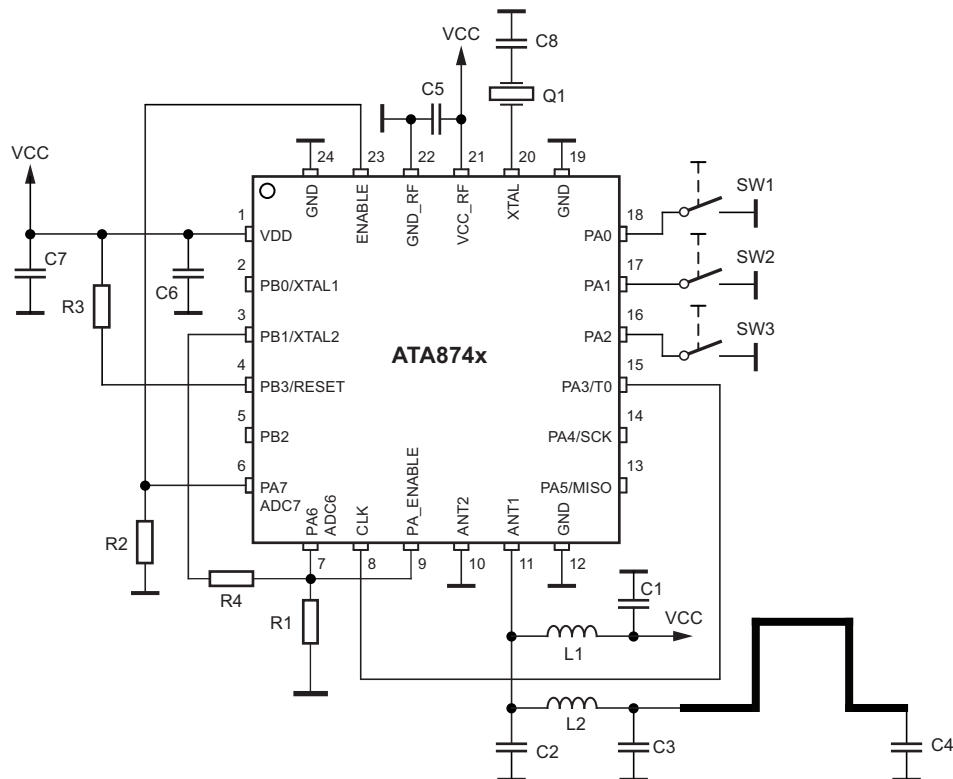 C8
VCC
C5
Q1
VCC
24
23
22
21
20
19
GND
ENABLE
GND_RF
VCC_RF
XTAL
GND
1
VDD
2
PB0/XTAL1
3
PB1/XTAL2
4
PB3/RESET
5
PB2
6
PA7
ADC7
C7
C6
R3
R2
ATA874x
18
PA0
17
PA1
16
PA2
15
PA3/T0
14
PA4/SCK
13
PA5/MISO
SW1
SW2
SW3
PA6
ADC6
CLK
PA_ENABLE
ANT2
ANT1
GND
7
8
9
10
11
12
R4
R1
C1
VCC
L1
L2
C2
C3
C4